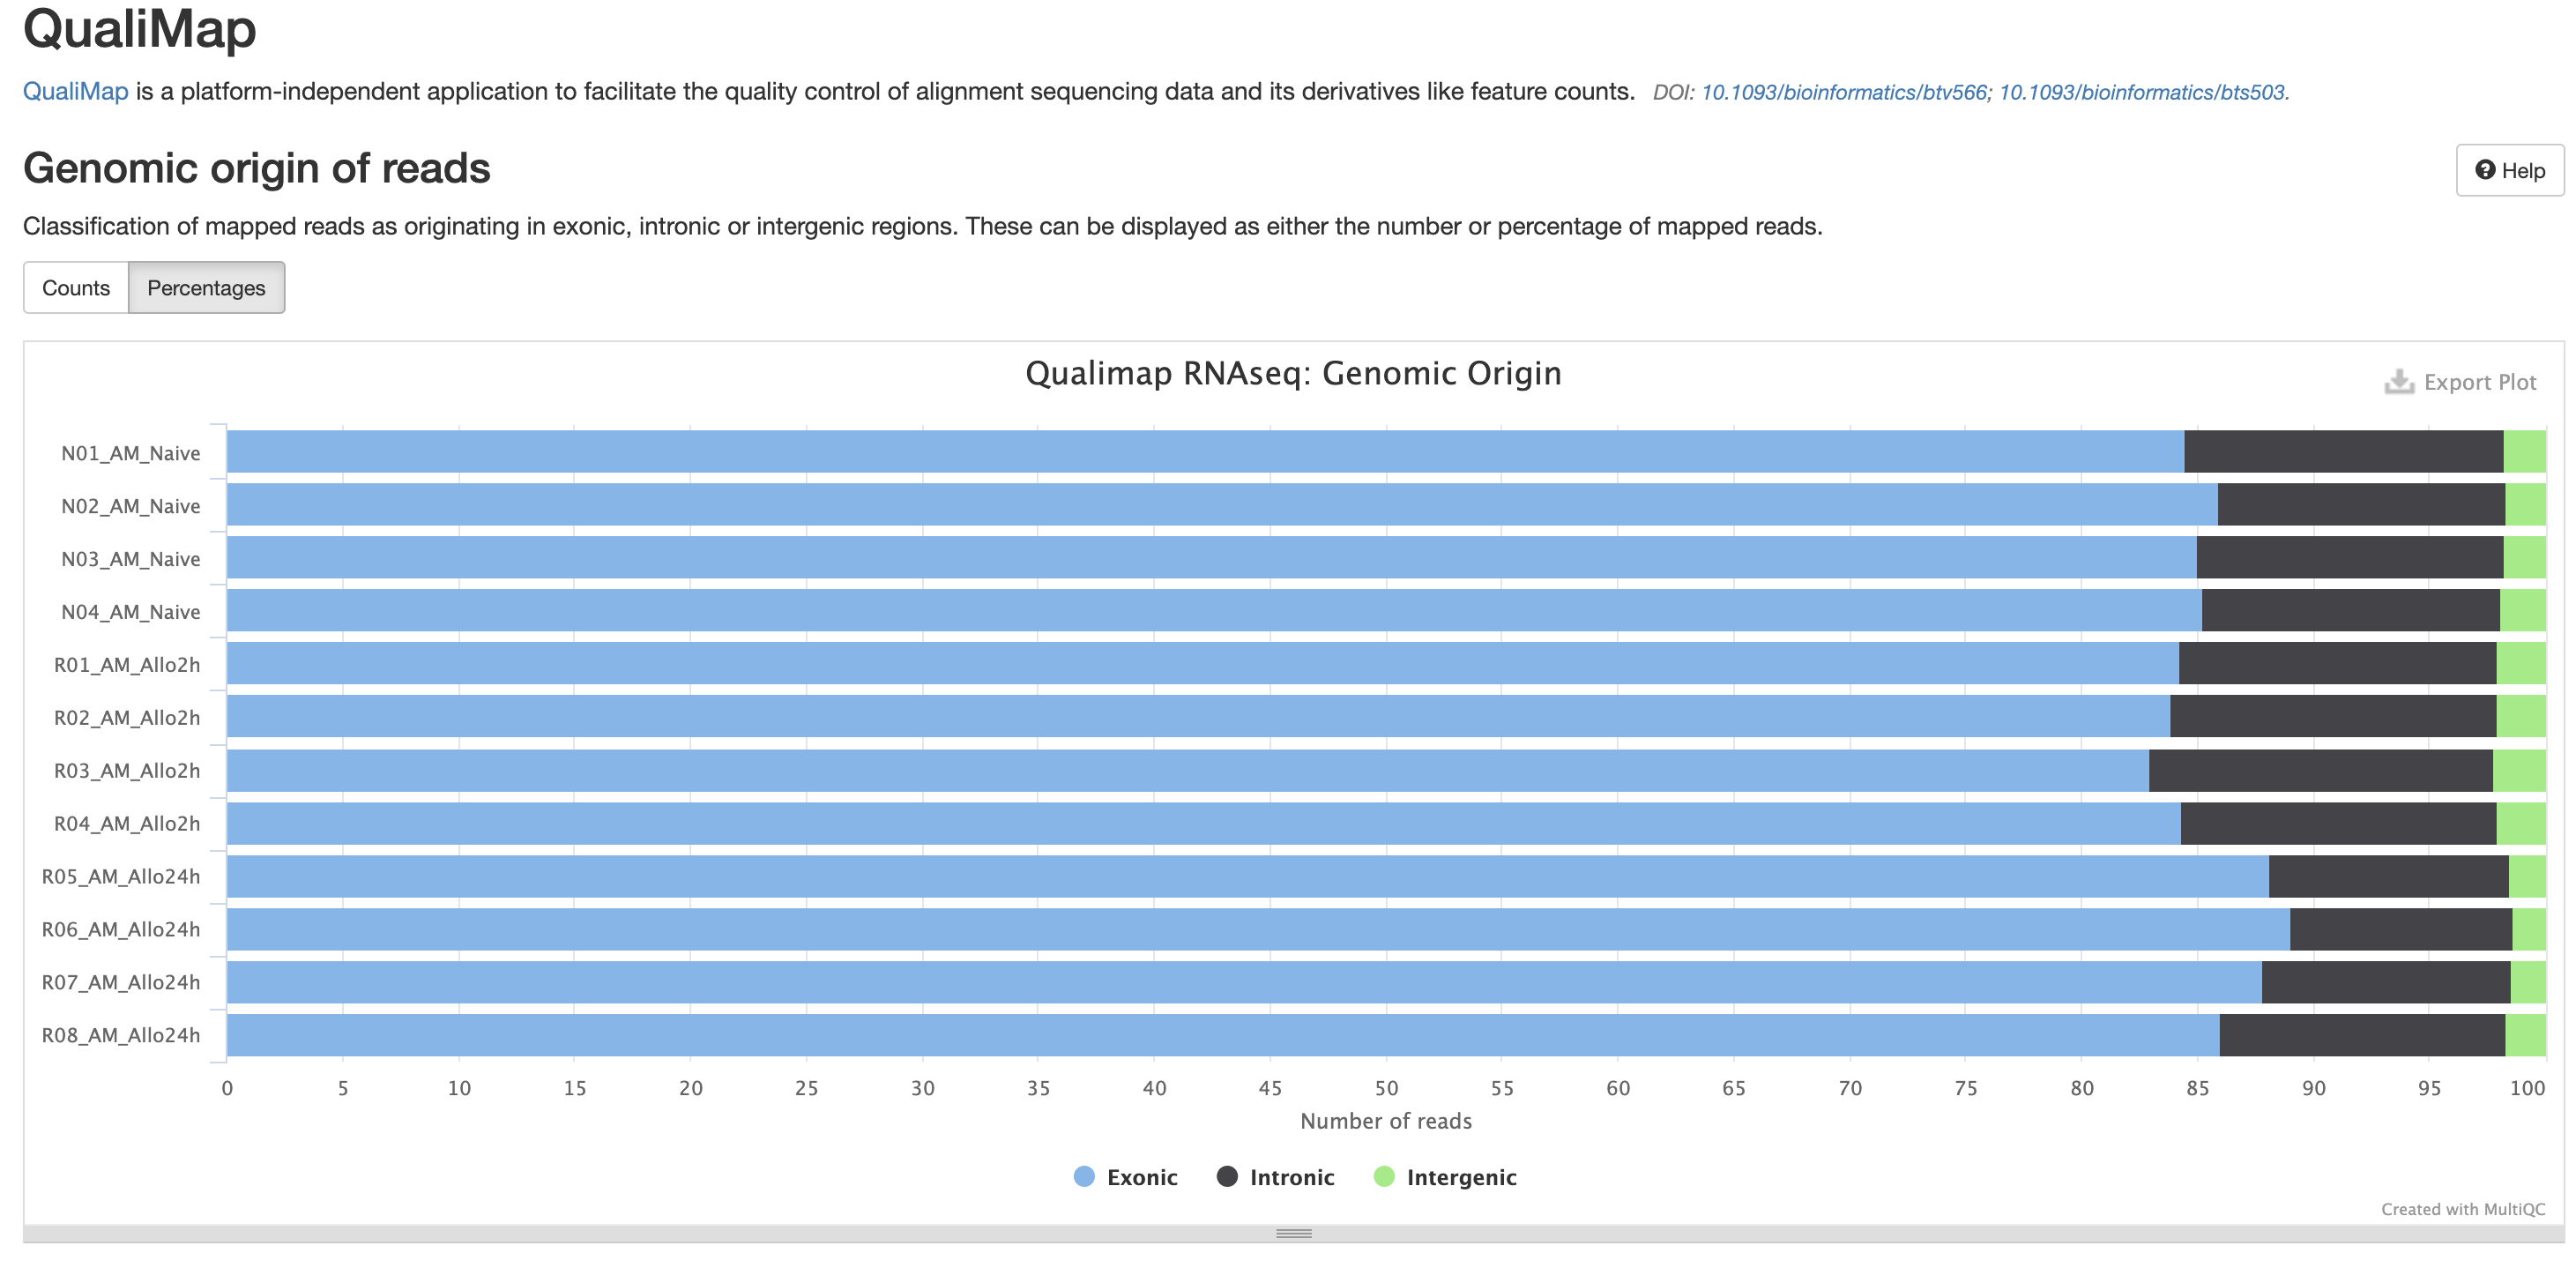 QualiMap
QualiMap is a platform-independent application to facilitate the quality control of alignment sequencing data and its derivatives like feature counts. DOI: 10.1093/bioinformatics/btv566; 10.1093/bioinformatics/bts503.
Genomic origin of reads
Help
Classification of mapped reads as originating in exonic, intronic or intergenic regions. These can be displayed as either the number or percentage of mapped reads.
Counts Percentages
Qualimap RNAseq: Genomic Origin
Export Plot
N01_AM_Naive
N02_AM_Naive
N03_AM_Naive
N04_AM_Naive
R01_AM_Allo2h
R02_AM_Allo2h
R03_AM_Allo2h
R04_AM_Allo2h
R05_AM_Allo24h
R06_AM_Allo24h
R07_AM_Allo24h
R08_AM_Allo24h
0 5 10 15 20 25 30 35 40 45 50 55 60 65 70 75 80 85 90 95 100
Number of reads
Exonic Intronic Intergenic
Created with MultiQC